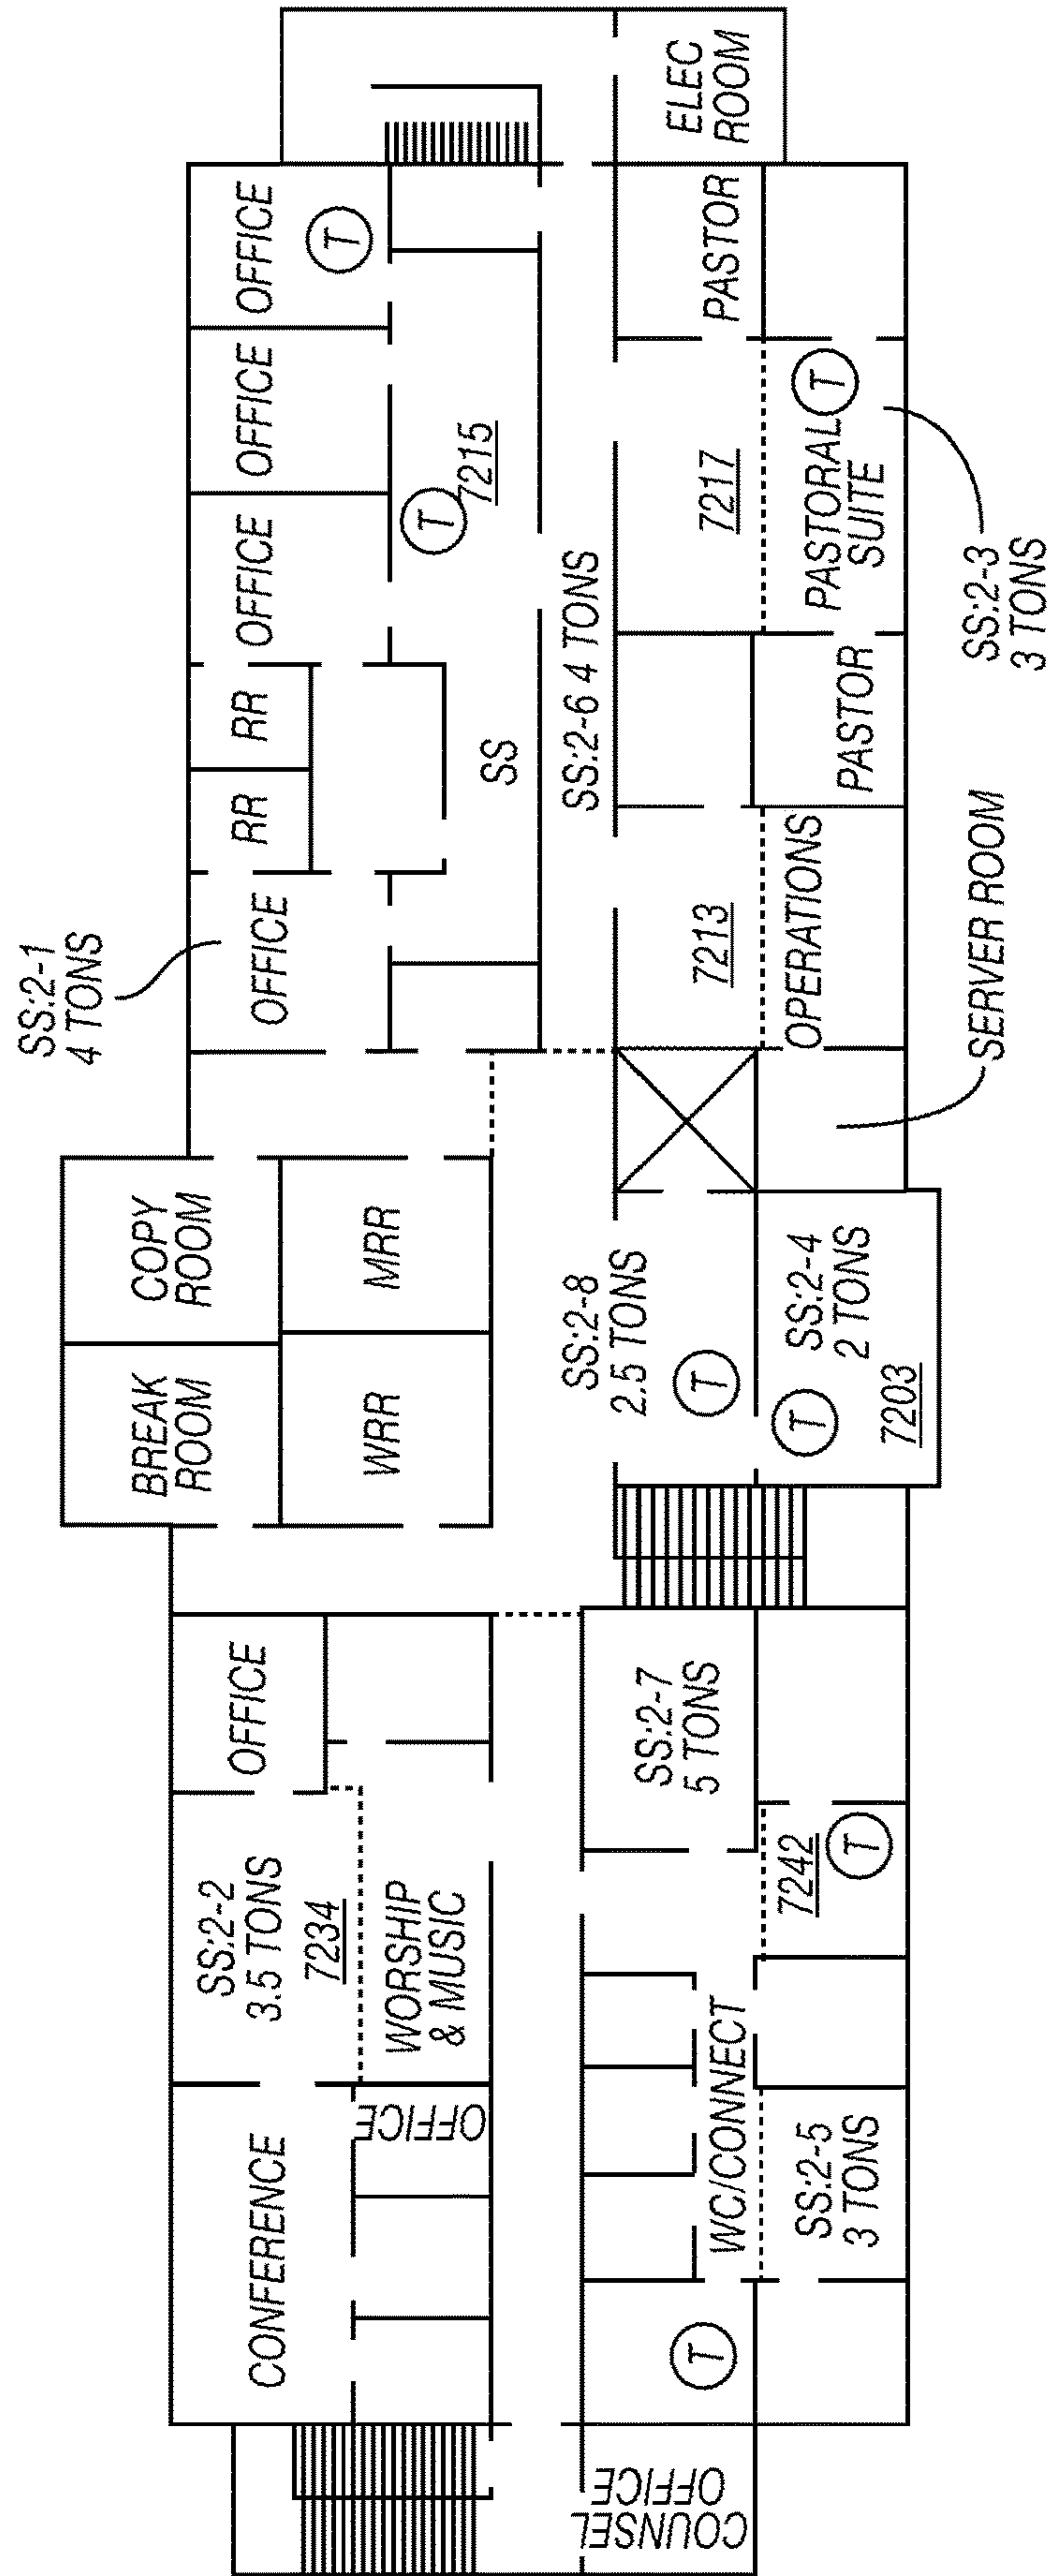 SS:2-1
4 TONS
COPY
ROOM
BREAK
ROOM
MRR
WRR
OFFICE
RR
RR
OFFICE
OFFICE
OFFICE
T
T
7215
SS
SS:2-6 4 TONS
ELEC
ROOM
PASTOR
7217
PASTORAL
SUITE
T
SS:2-3
3 TONS
PASTOR
7213
OPERATIONS
SERVER ROOM
SS:2-8
2.5 TONS
T
SS:2-4
2 TONS
T
7203
OFFICE
SS:2-2
3.5 TONS
7234
WORSHIP
& MUSIC
CONFERENCE
OFFICE
SS:2-7
5 TONS
7242
T
WC/CONNECT
SS:2-5
3 TONS
T
COUNSEL
OFFICE